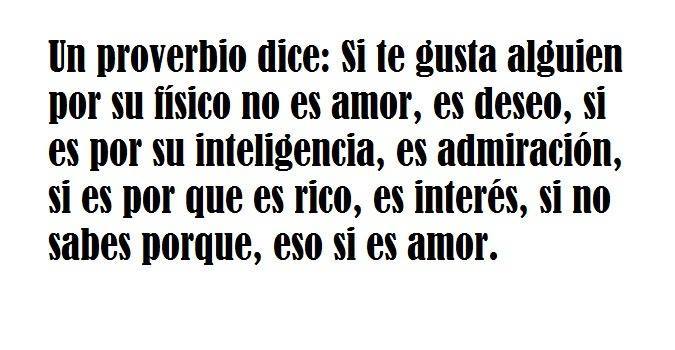 Un proverbio dice: Si te gusta alguien
por su físico no es amor, es deseo, si
es por su inteligencia, es admiración,
si es por que es rico, es interés, si no
sabes porque, eso si es amor.